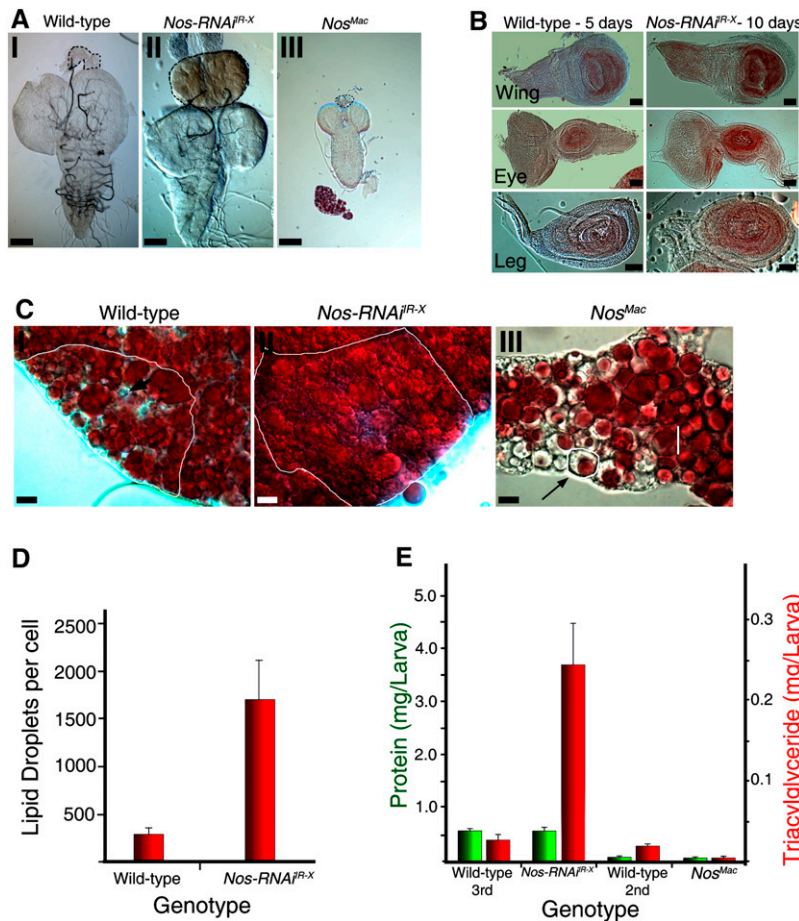 A
Wild-type Nos-RNAi^IR-X Nos^Mac
I II III
B
Wild-type - 5 days Nos-RNAi^IR-X - 10 days
Wing
Eye
Leg
C
Wild-type Nos-RNAi^IR-X Nos^Mac
I II III
D
Lipid Droplets per cell
2500
2000
1500
1000
500
Wild-type Nos-RNAi^IR-X
Genotype
E
Protein (mg/Larva)
5.0
4.0
3.0
2.0
1.0
Triacylglyceride (mg/Larva)
0.3
0.2
0.1
Wild-type 3rd
Nos-RNAi^IR-X
Wild-type 2nd
Nos^Mac
Genotype